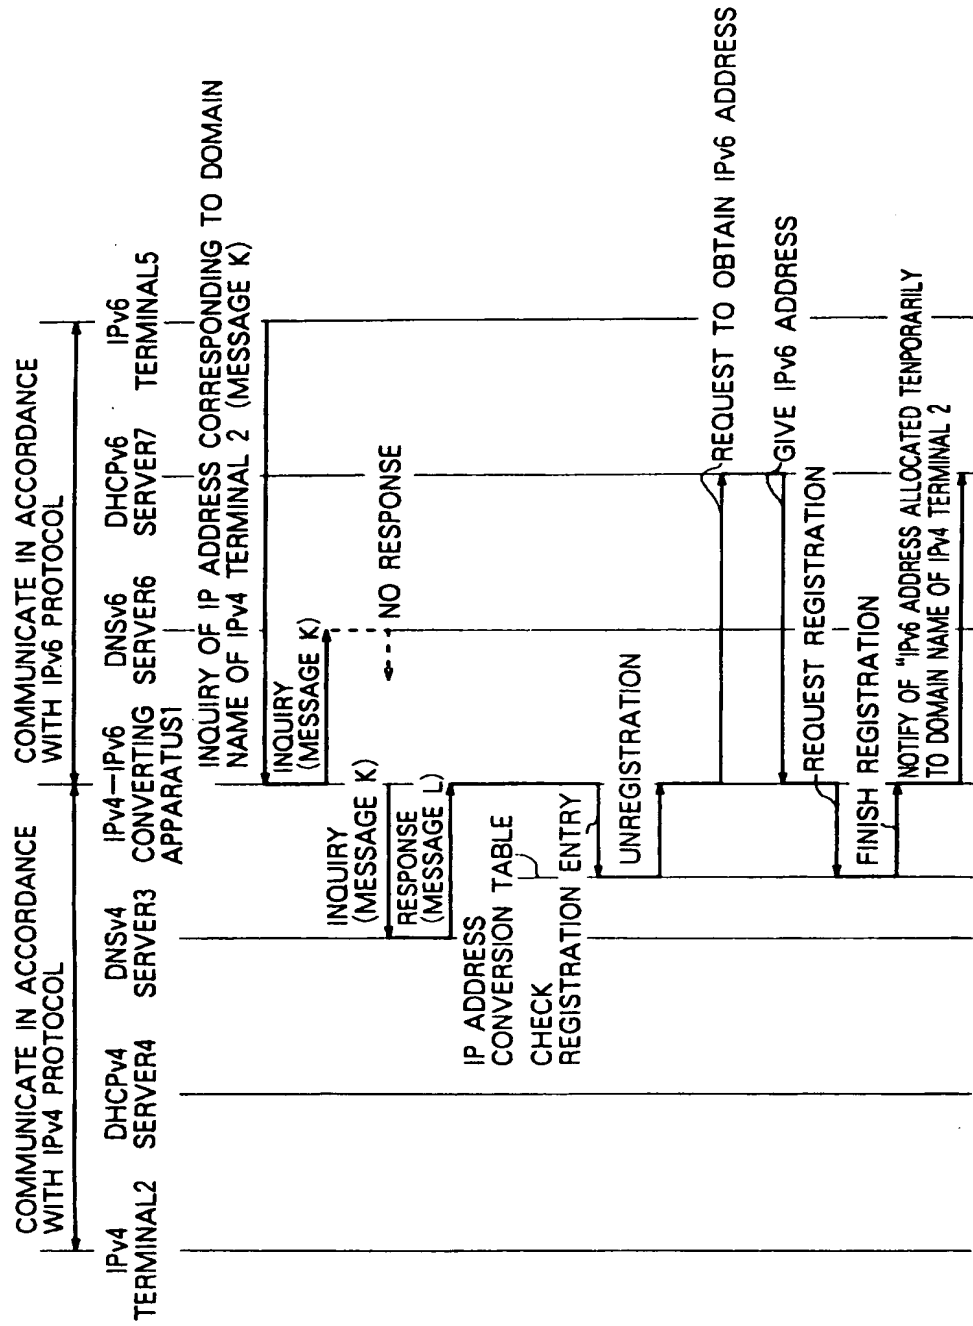 COMMUNICATE IN ACCORDANCE
WITH IPv4 PROTOCOL
COMMUNICATE IN ACCORDANCE
WITH IPv6 PROTOCOL
IPv4
TERMINAL2
DHCPv4
SERVER4
DNSv4
SERVER3
IPv4-IPv6
CONVERTING
APPARATUS1
DNSv6
SERVER6
DHCPv6
SERVER7
IPv6
TERMINAL5
INQUIRY OF IP ADDRESS CORRESPONDING TO DOMAIN
NAME OF IPv4 TERMINAL 2 (MESSAGE K)
INQUIRY
(MESSAGE K)
NO RESPONSE
INQUIRY
(MESSAGE K)
RESPONSE
(MESSAGE L)
IP ADDRESS
CONVERSION TABLE
CHECK
REGISTRATION ENTRY
UNREGISTRATION
REQUEST TO OBTAIN IPv6 ADDRESS
GIVE IPv6 ADDRESS
REQUEST REGISTRATION
FINISH REGISTRATION
NOTIFY OF "IPv6 ADDRESS ALLOCATED TENPORARILY
TO DOMAIN NAME OF IPv4 TERMINAL 2